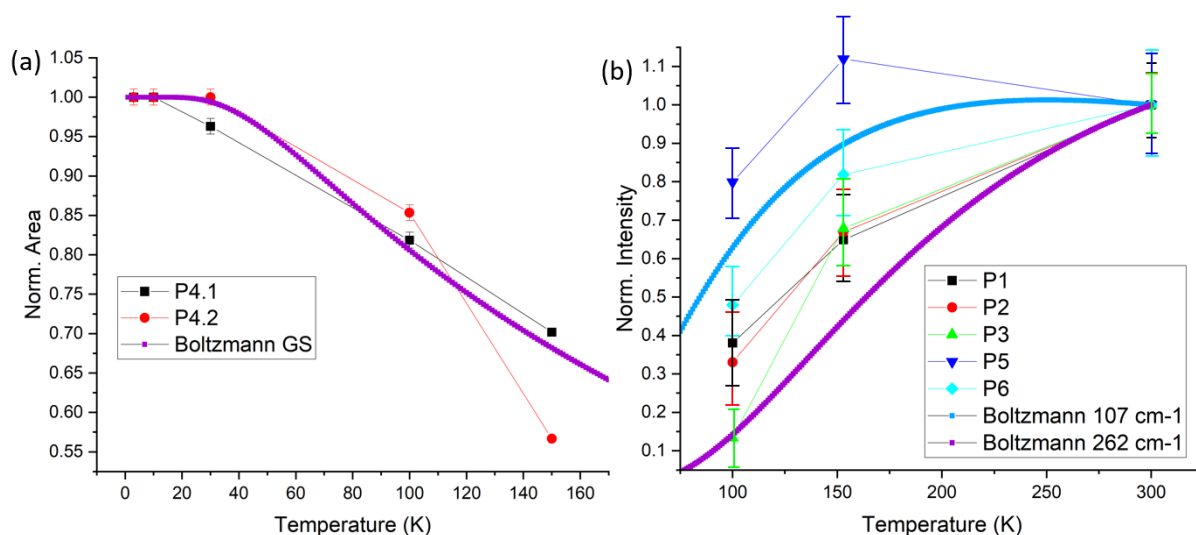 (a)
Norm. Area
1.05
1.00
0.95
0.90
0.85
0.80
0.75
0.70
0.65
0.60
0.55
P4.1
P4.2
Boltzmann GS
0 20 40 60 80 100 120 140 160
Temperature (K)
(b)
Norm. Intensity
1.1
1.0
0.9
0.8
0.7
0.6
0.5
0.4
0.3
0.2
0.1
P1
P2
P3
P5
P6
Boltzmann 107 cm-1
Boltzmann 262 cm-1
100 150 200 250 300
Temperature (K)